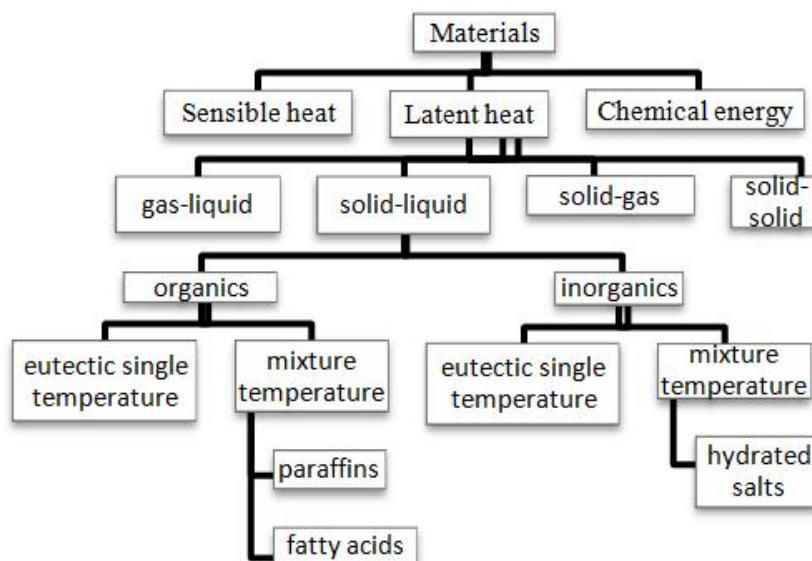 Materials
Sensible heat
Latent heat
Chemical energy
gas-liquid
solid-liquid
solid-gas
solid-
solid
organics
inorganics
eutectic single
temperature
mixture
temperature
eutectic single
temperature
mixture
temperature
paraffins
hydrated
salts
fatty acids